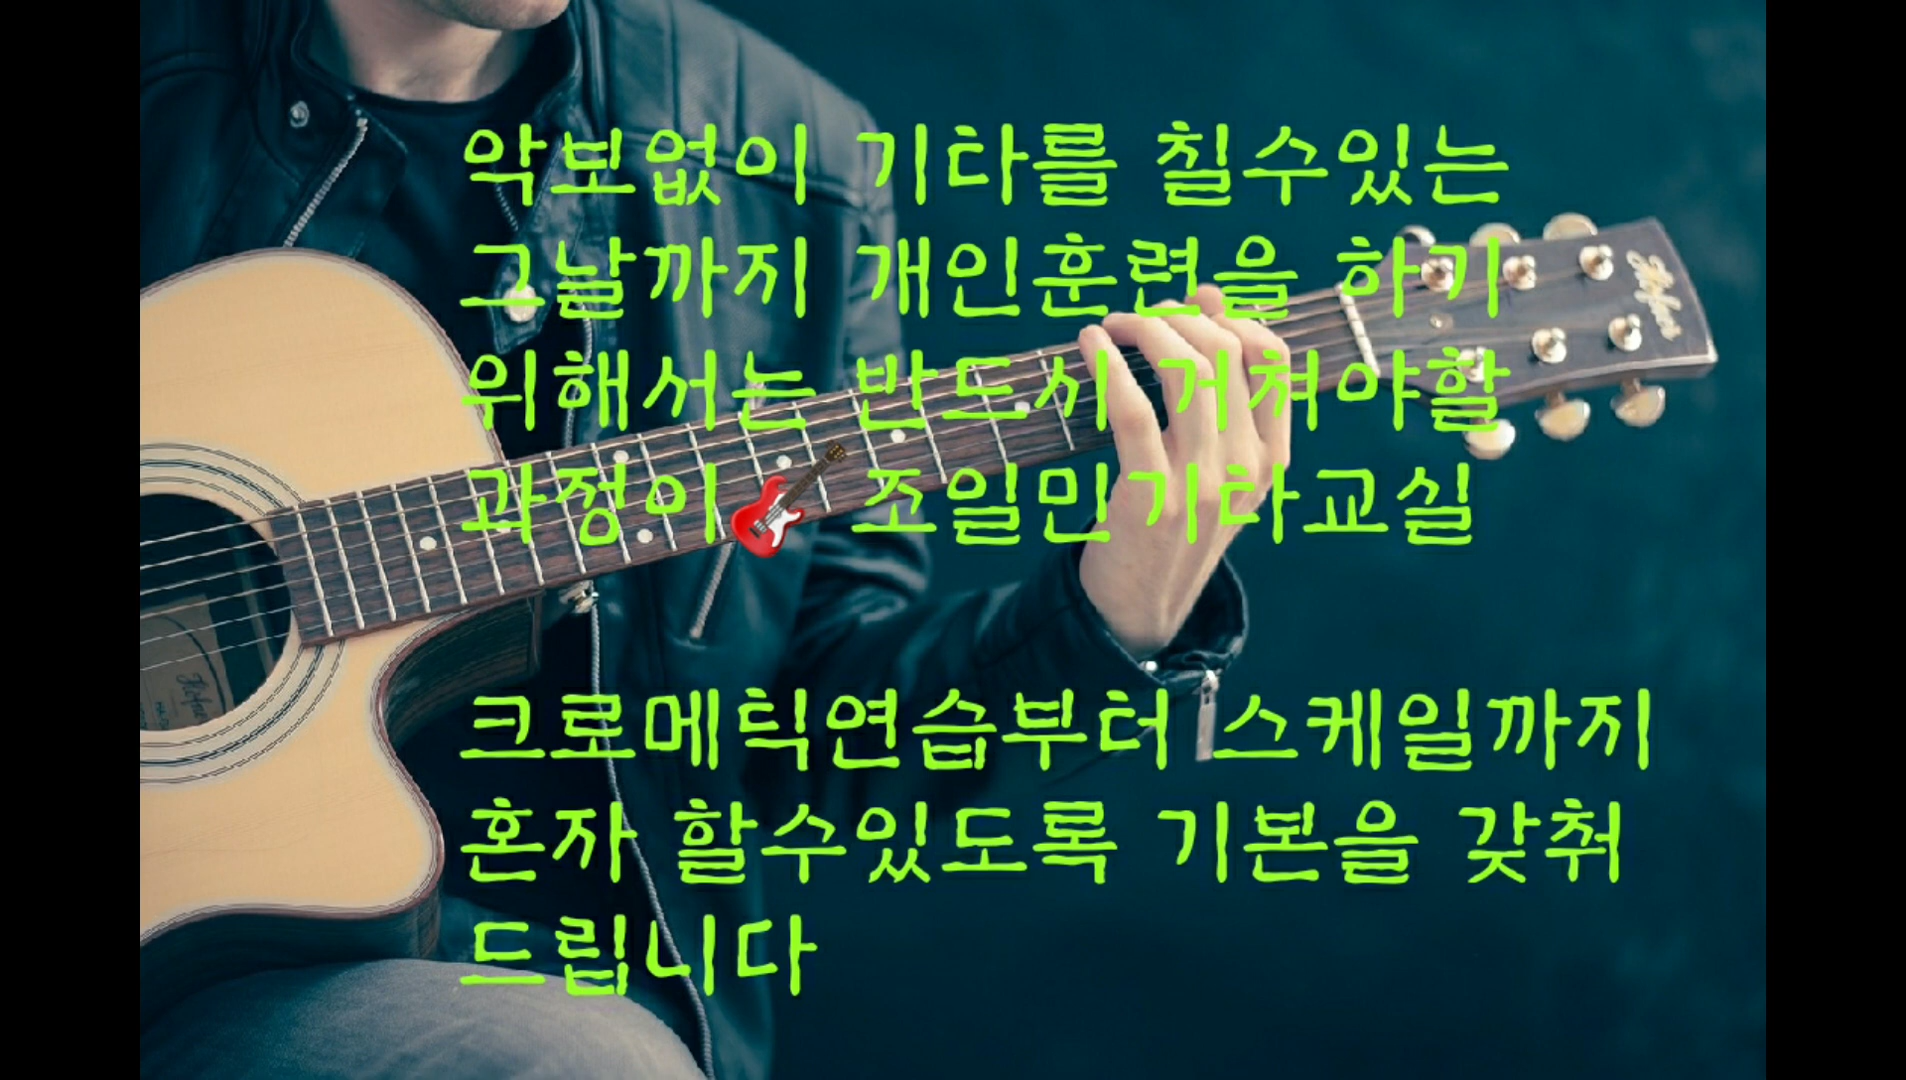 악보없이 기타를 칠수있는
그날까지 개인훈련을 하기
위해서는 반드시 거쳐야할
과정이🎸 조일민기타교실
크로메틱연습부터 스케일까지
혼자 할수있도록 기본을 갖춰
드립니다
Höfner